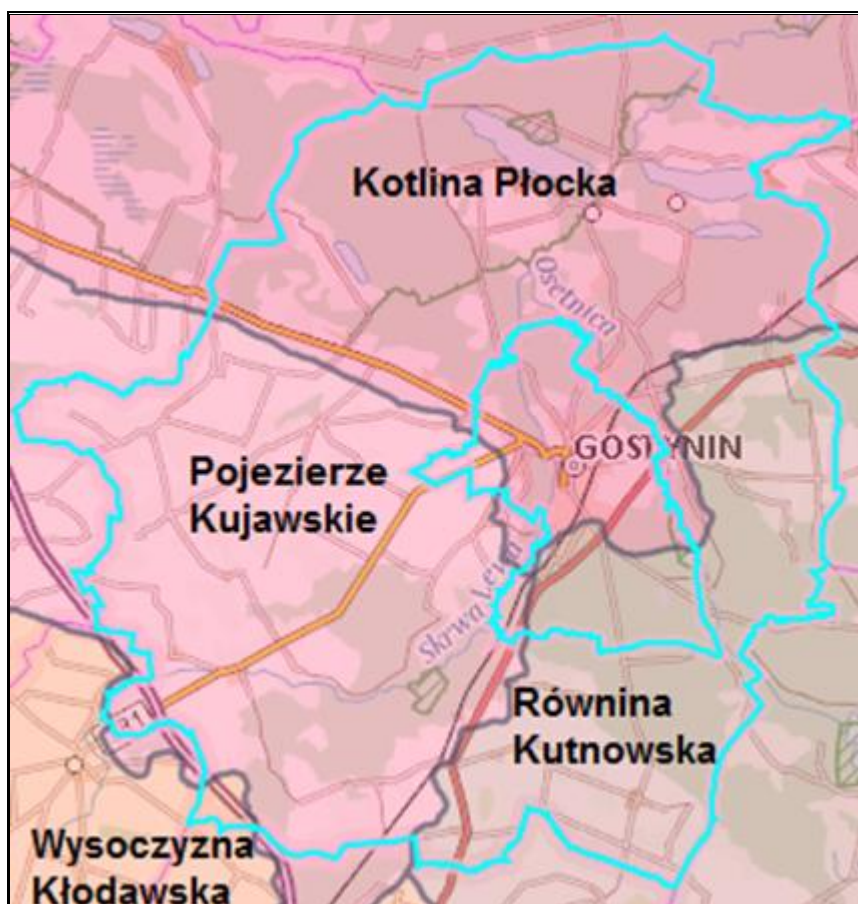 Kotlina Płocka
Osetnica
GOSTYNIN
Pojezierze
Kujawskie
Skrwa Lewa
Równina
Kutnowska
Wysoczyzna
Kłodawska